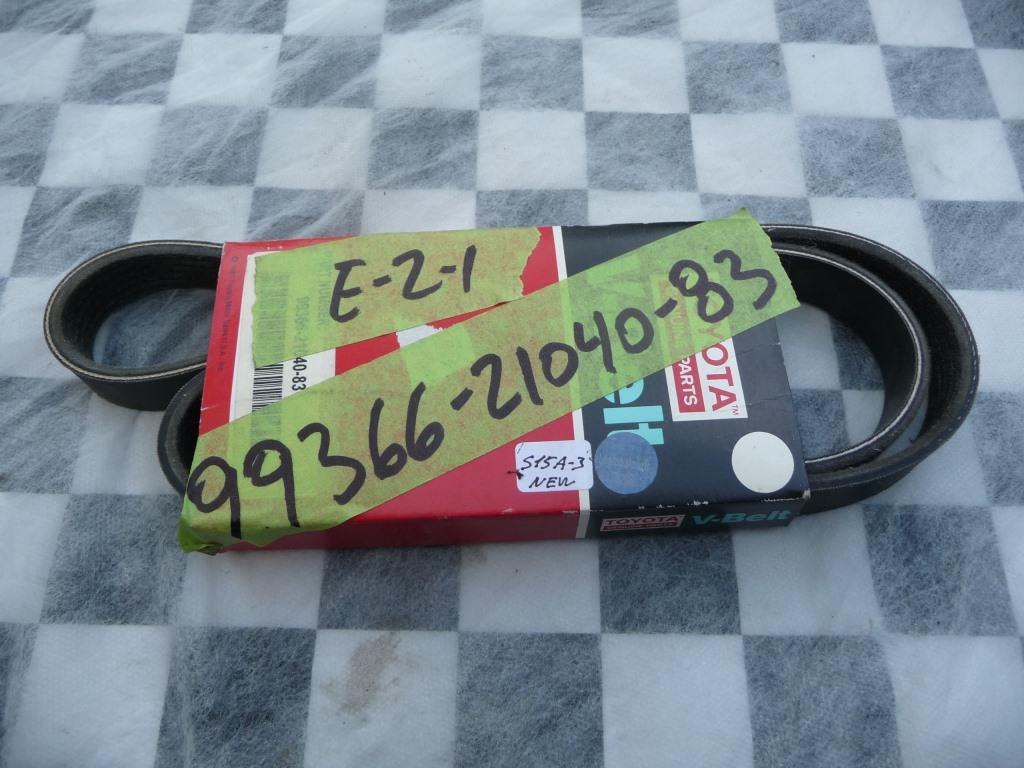 E-2-1
99366-21040-83
40-83
TOYOTA
PARTS
V-Belt
S15A-3
NEW
TOYOTA
V-Belt